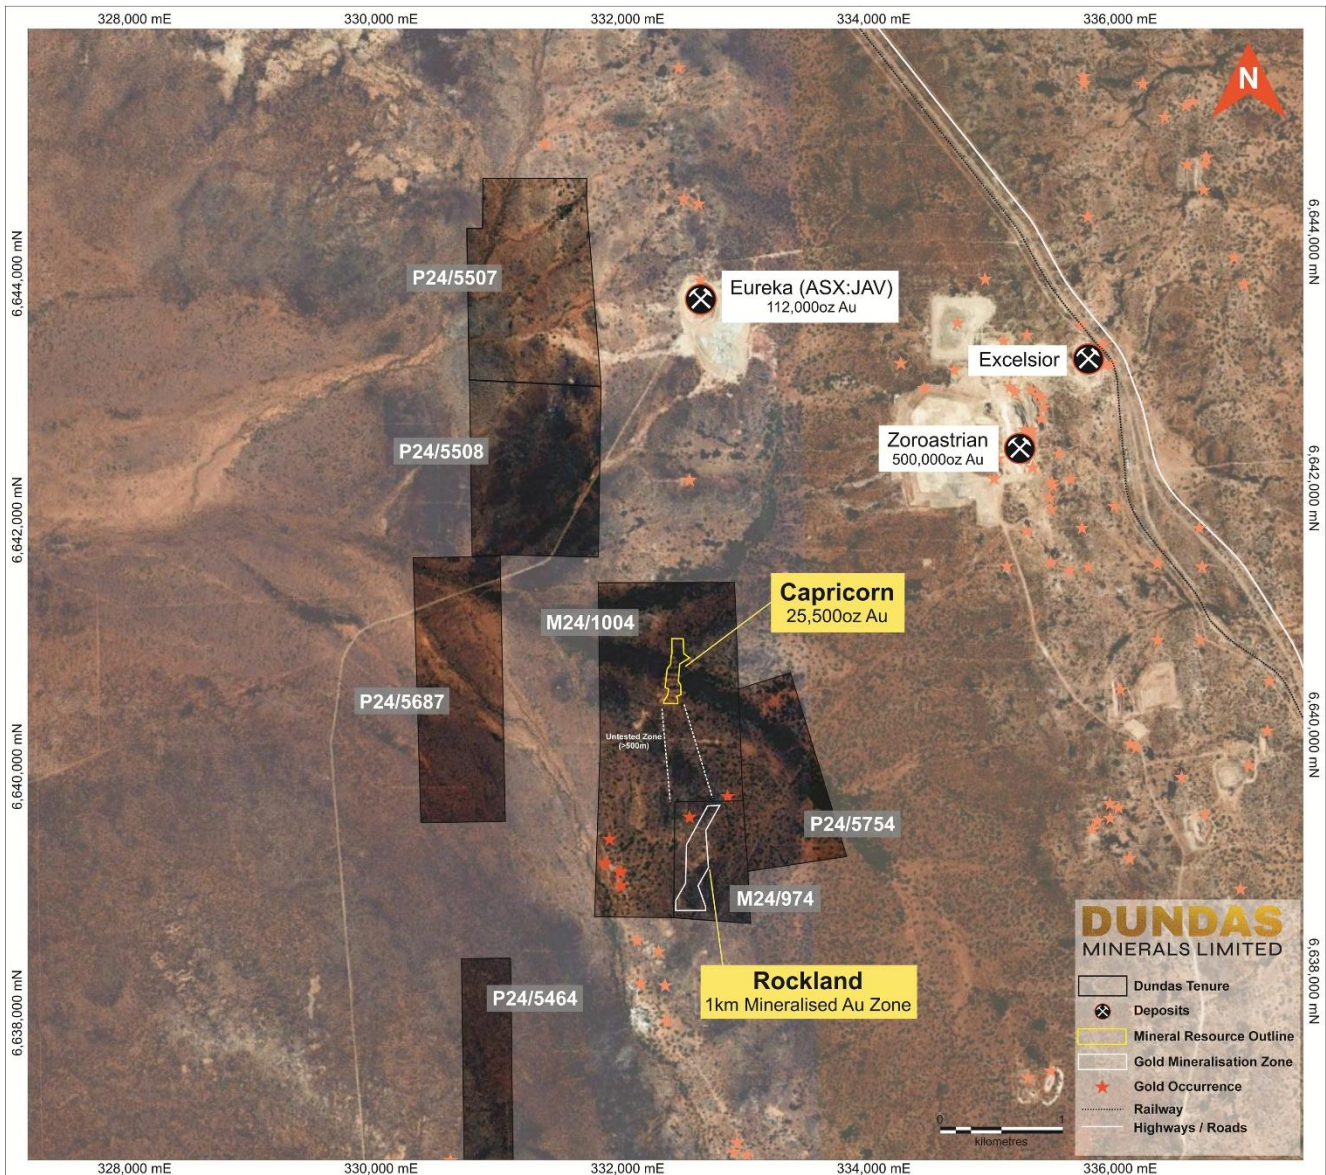 328,000 mE
330,000 mE
332,000 mE
334,000 mE
336,000 mE
N
6,644,000 mN
6,644,000 mN
P24/5507
Eureka (ASX:JAV)
112,000oz Au
Excelsior
Zoroastrian
500,000oz Au
P24/5508
6,642,000 mN
6,642,000 mN
Capricorn
25,500oz Au
M24/1004
P24/5687
Untested Zone
(>500m)
6,640,000 mN
6,640,000 mN
P24/5754
M24/974
Rockland
1km Mineralised Au Zone
P24/5464
6,638,000 mN
6,638,000 mN
DUNDAS
MINERALS LIMITED
Dundas Tenure
Deposits
Mineral Resource Outline
Gold Mineralisation Zone
Gold Occurrence
Railway
Highways / Roads
0 1
kilometres
328,000 mE
330,000 mE
332,000 mE
334,000 mE
336,000 mE